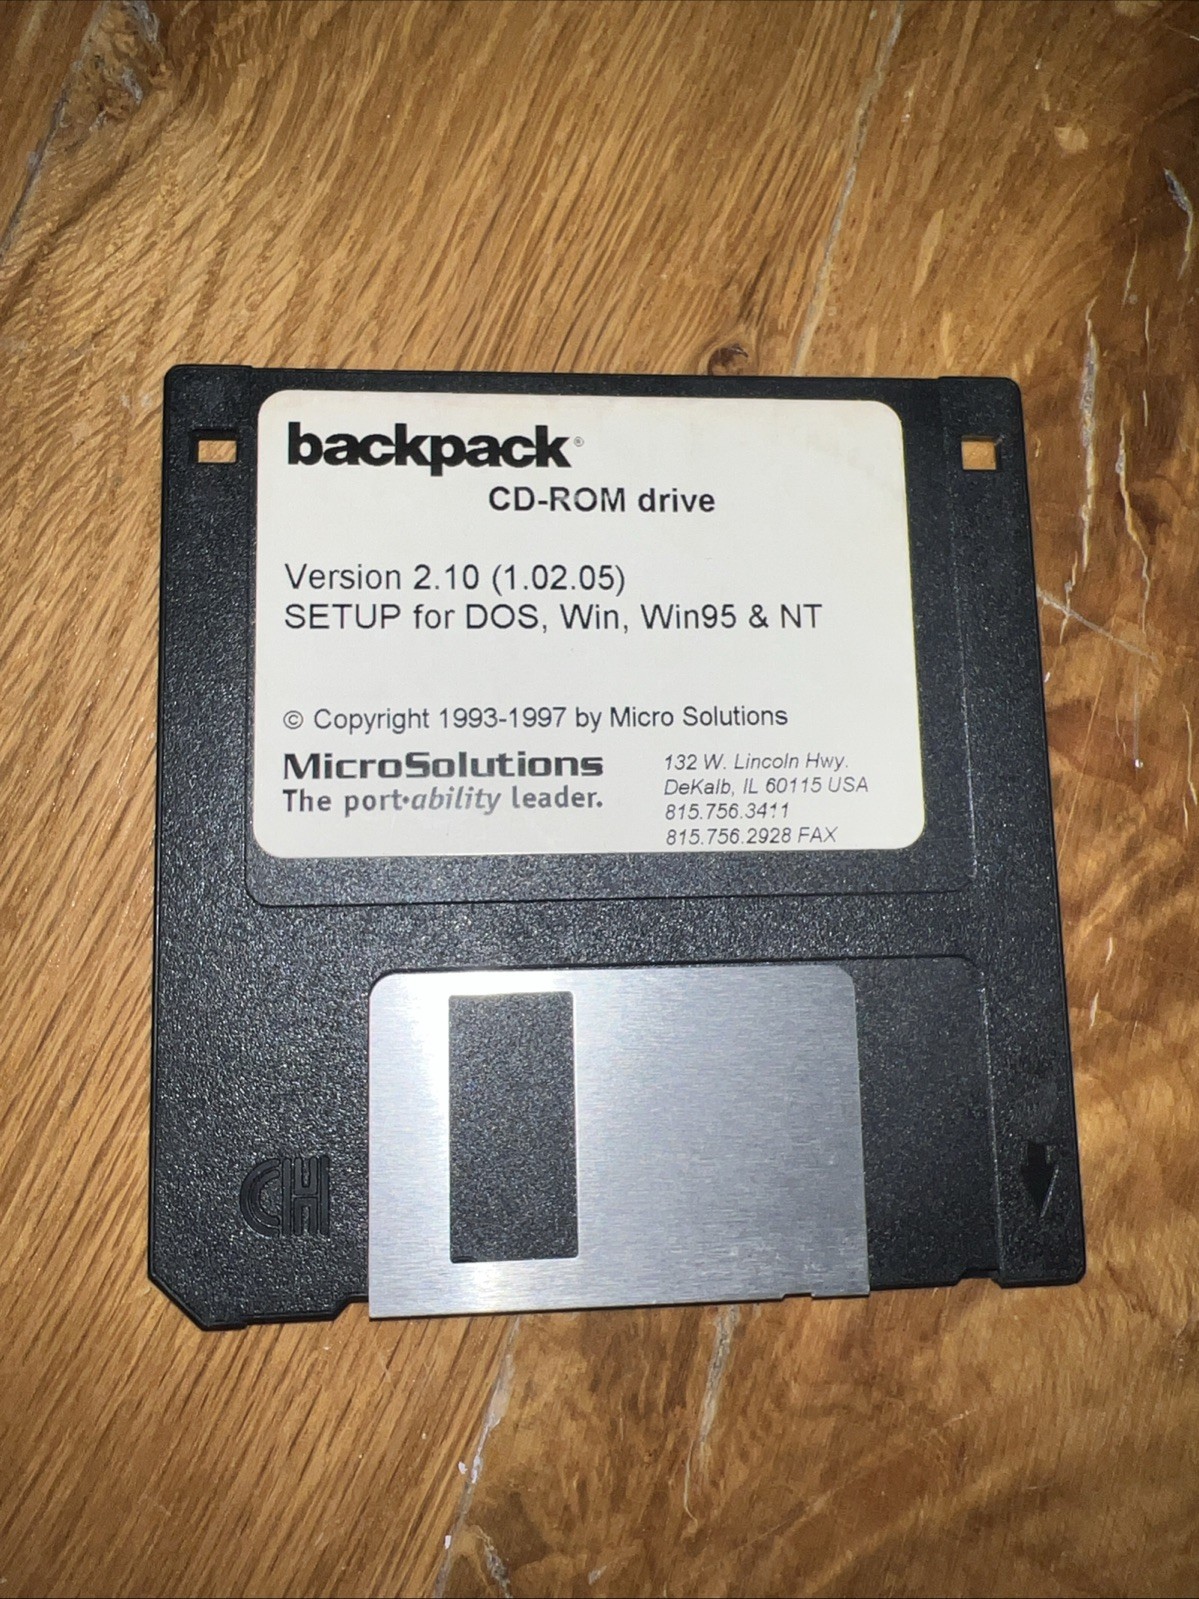 backpack®
CD-ROM drive
Version 2.10 (1.02.05)
SETUP for DOS, Win, Win95 & NT
© Copyright 1993-1997 by Micro Solutions
MicroSolutions
The port·ability leader.
132 W. Lincoln Hwy.
DeKalb, IL 60115 USA
815.756.3411
815.756.2928 FAX
CH